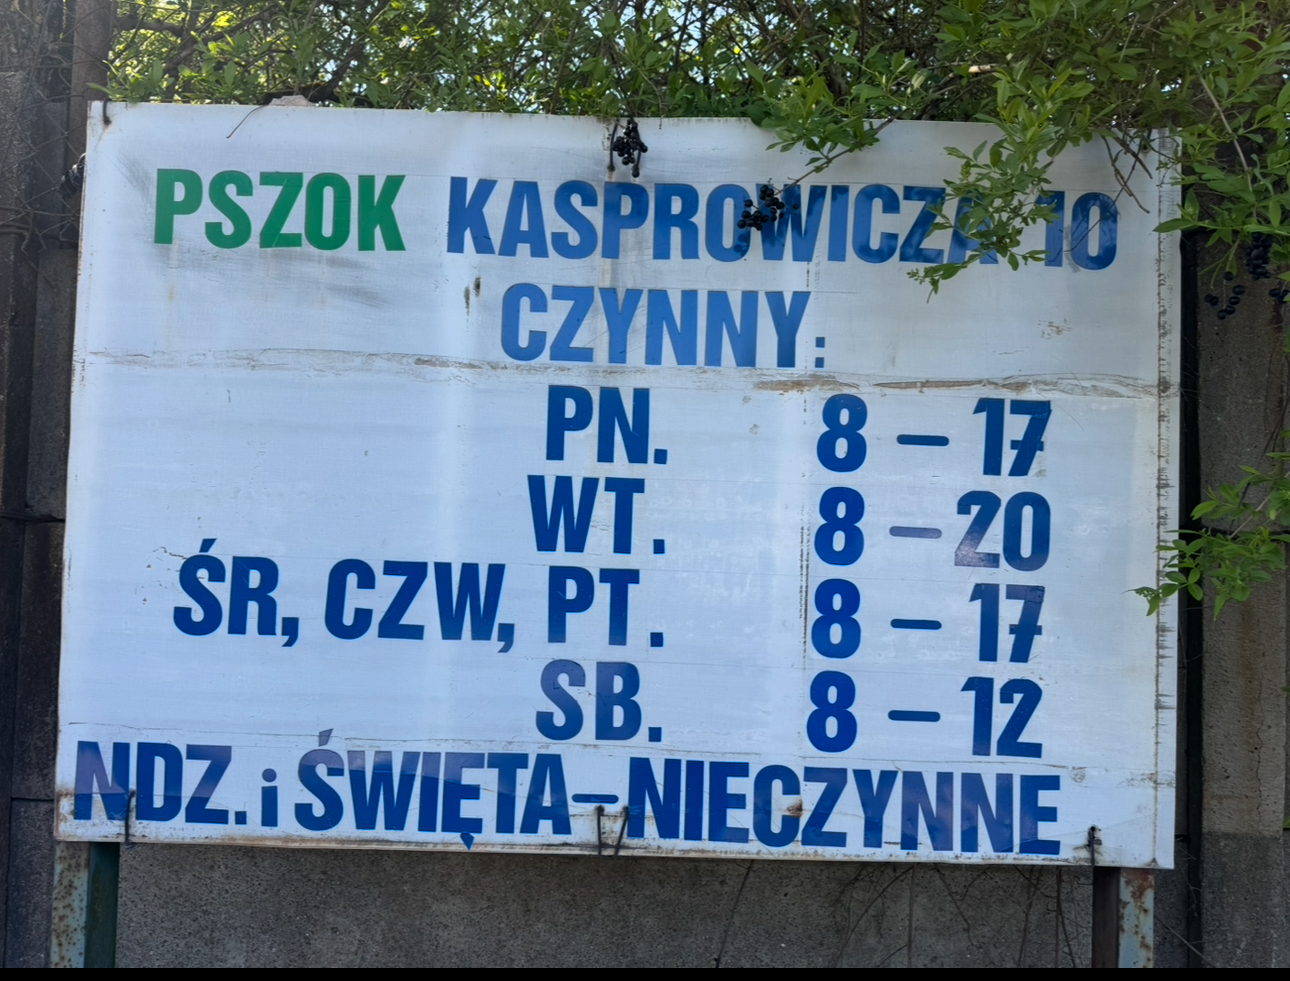 PSZOK KASPROWICZA 10
CZYNNY:
PN. 8 – 17
WT. 8 – 20
ŚR, CZW, PT. 8 – 17
SB. 8 – 12
NDZ. i ŚWIĘTA – NIECZYNNE